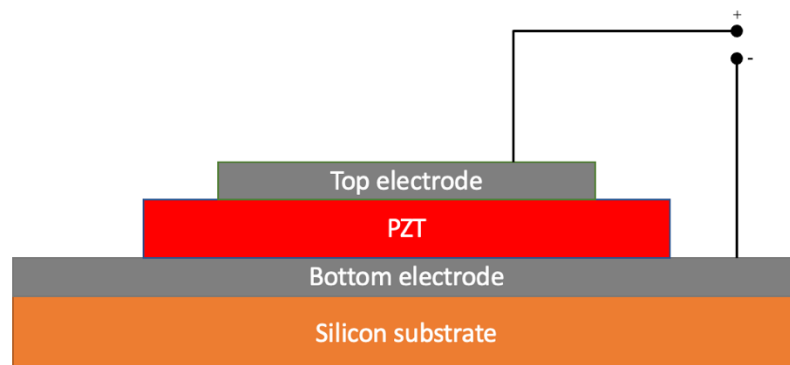 +
-
Top electrode
PZT
Bottom electrode
Silicon substrate